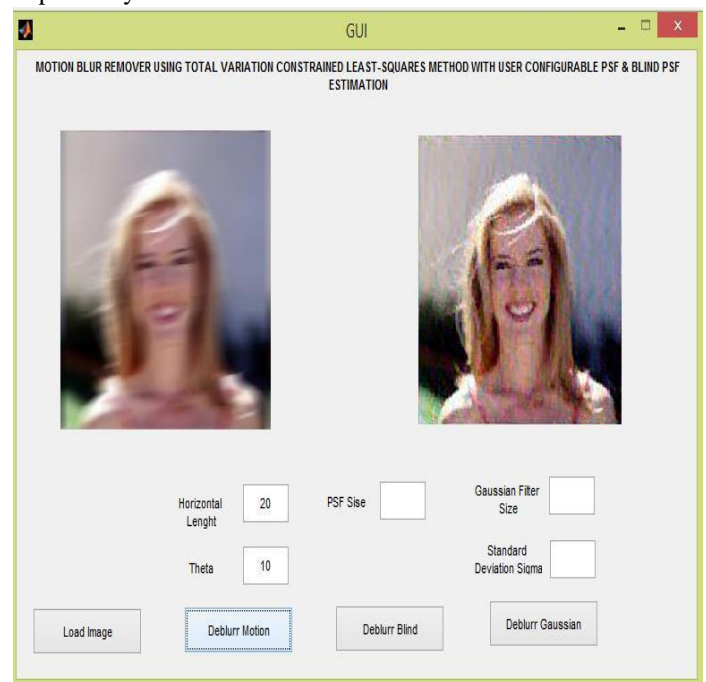 GUI
MOTION BLUR REMOVER USING TOTAL VARIATION CONSTRAINED LEAST-SQUARES METHOD WITH USER CONFIGURABLE PSF & BLIND PSF
ESTIMATION
Horizontal
Lenght
20
PSF Sise
Gaussian Filter
Size
Theta
10
Standard
Deviation Sigma
Load Image
Deblurr Motion
Deblurr Blind
Deblurr Gaussian